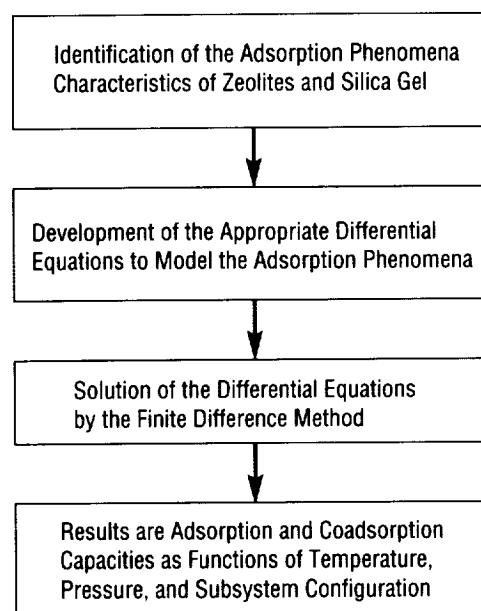 Identification of the Adsorption Phenomena
Characteristics of Zeolites and Silica Gel
Development of the Appropriate Differential
Equations to Model the Adsorption Phenomena
Solution of the Differential Equations
by the Finite Difference Method
Results are Adsorption and Coadsorption
Capacities as Functions of Temperature,
Pressure, and Subsystem Configuration